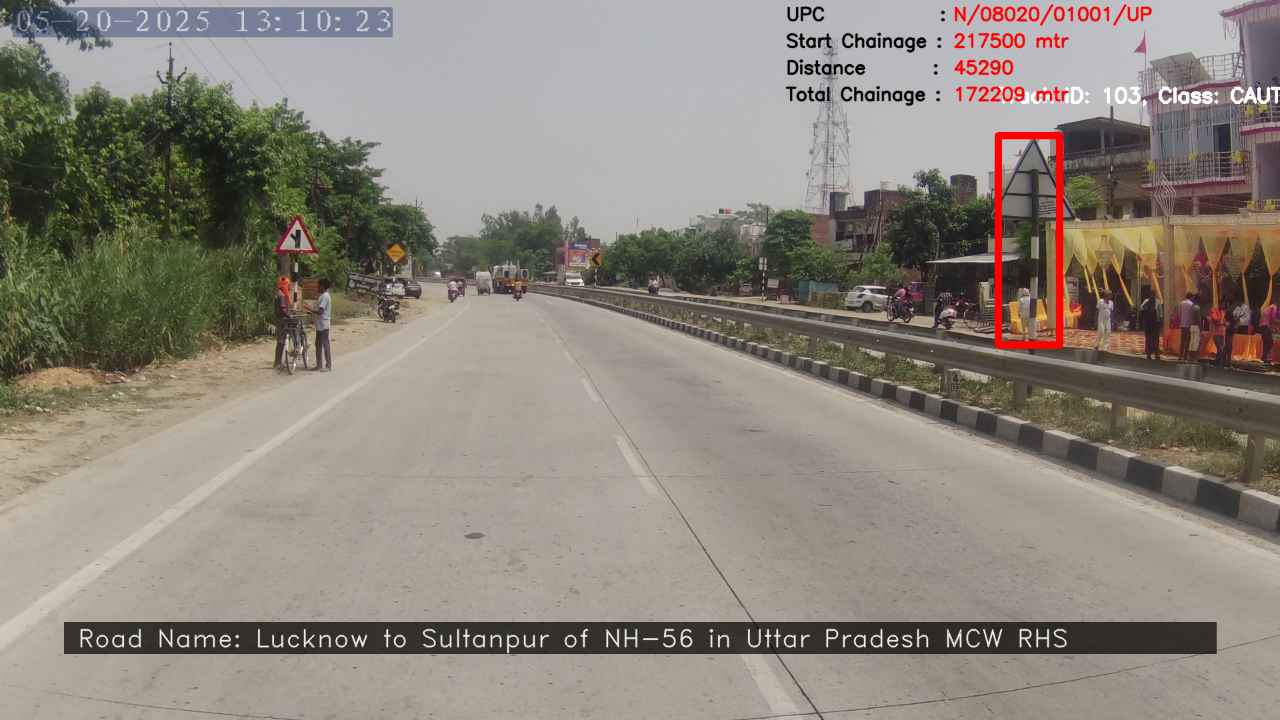 05-20-2025 13:10:23
UPC : N/08020/01001/UP
Start Chainage : 217500 mtr
Distance : 45290
Total Chainage : 172209 mtr
ID: 103, Class: CAUT
Road Name: Lucknow to Sultanpur of NH-56 in Uttar Pradesh MCW RHS